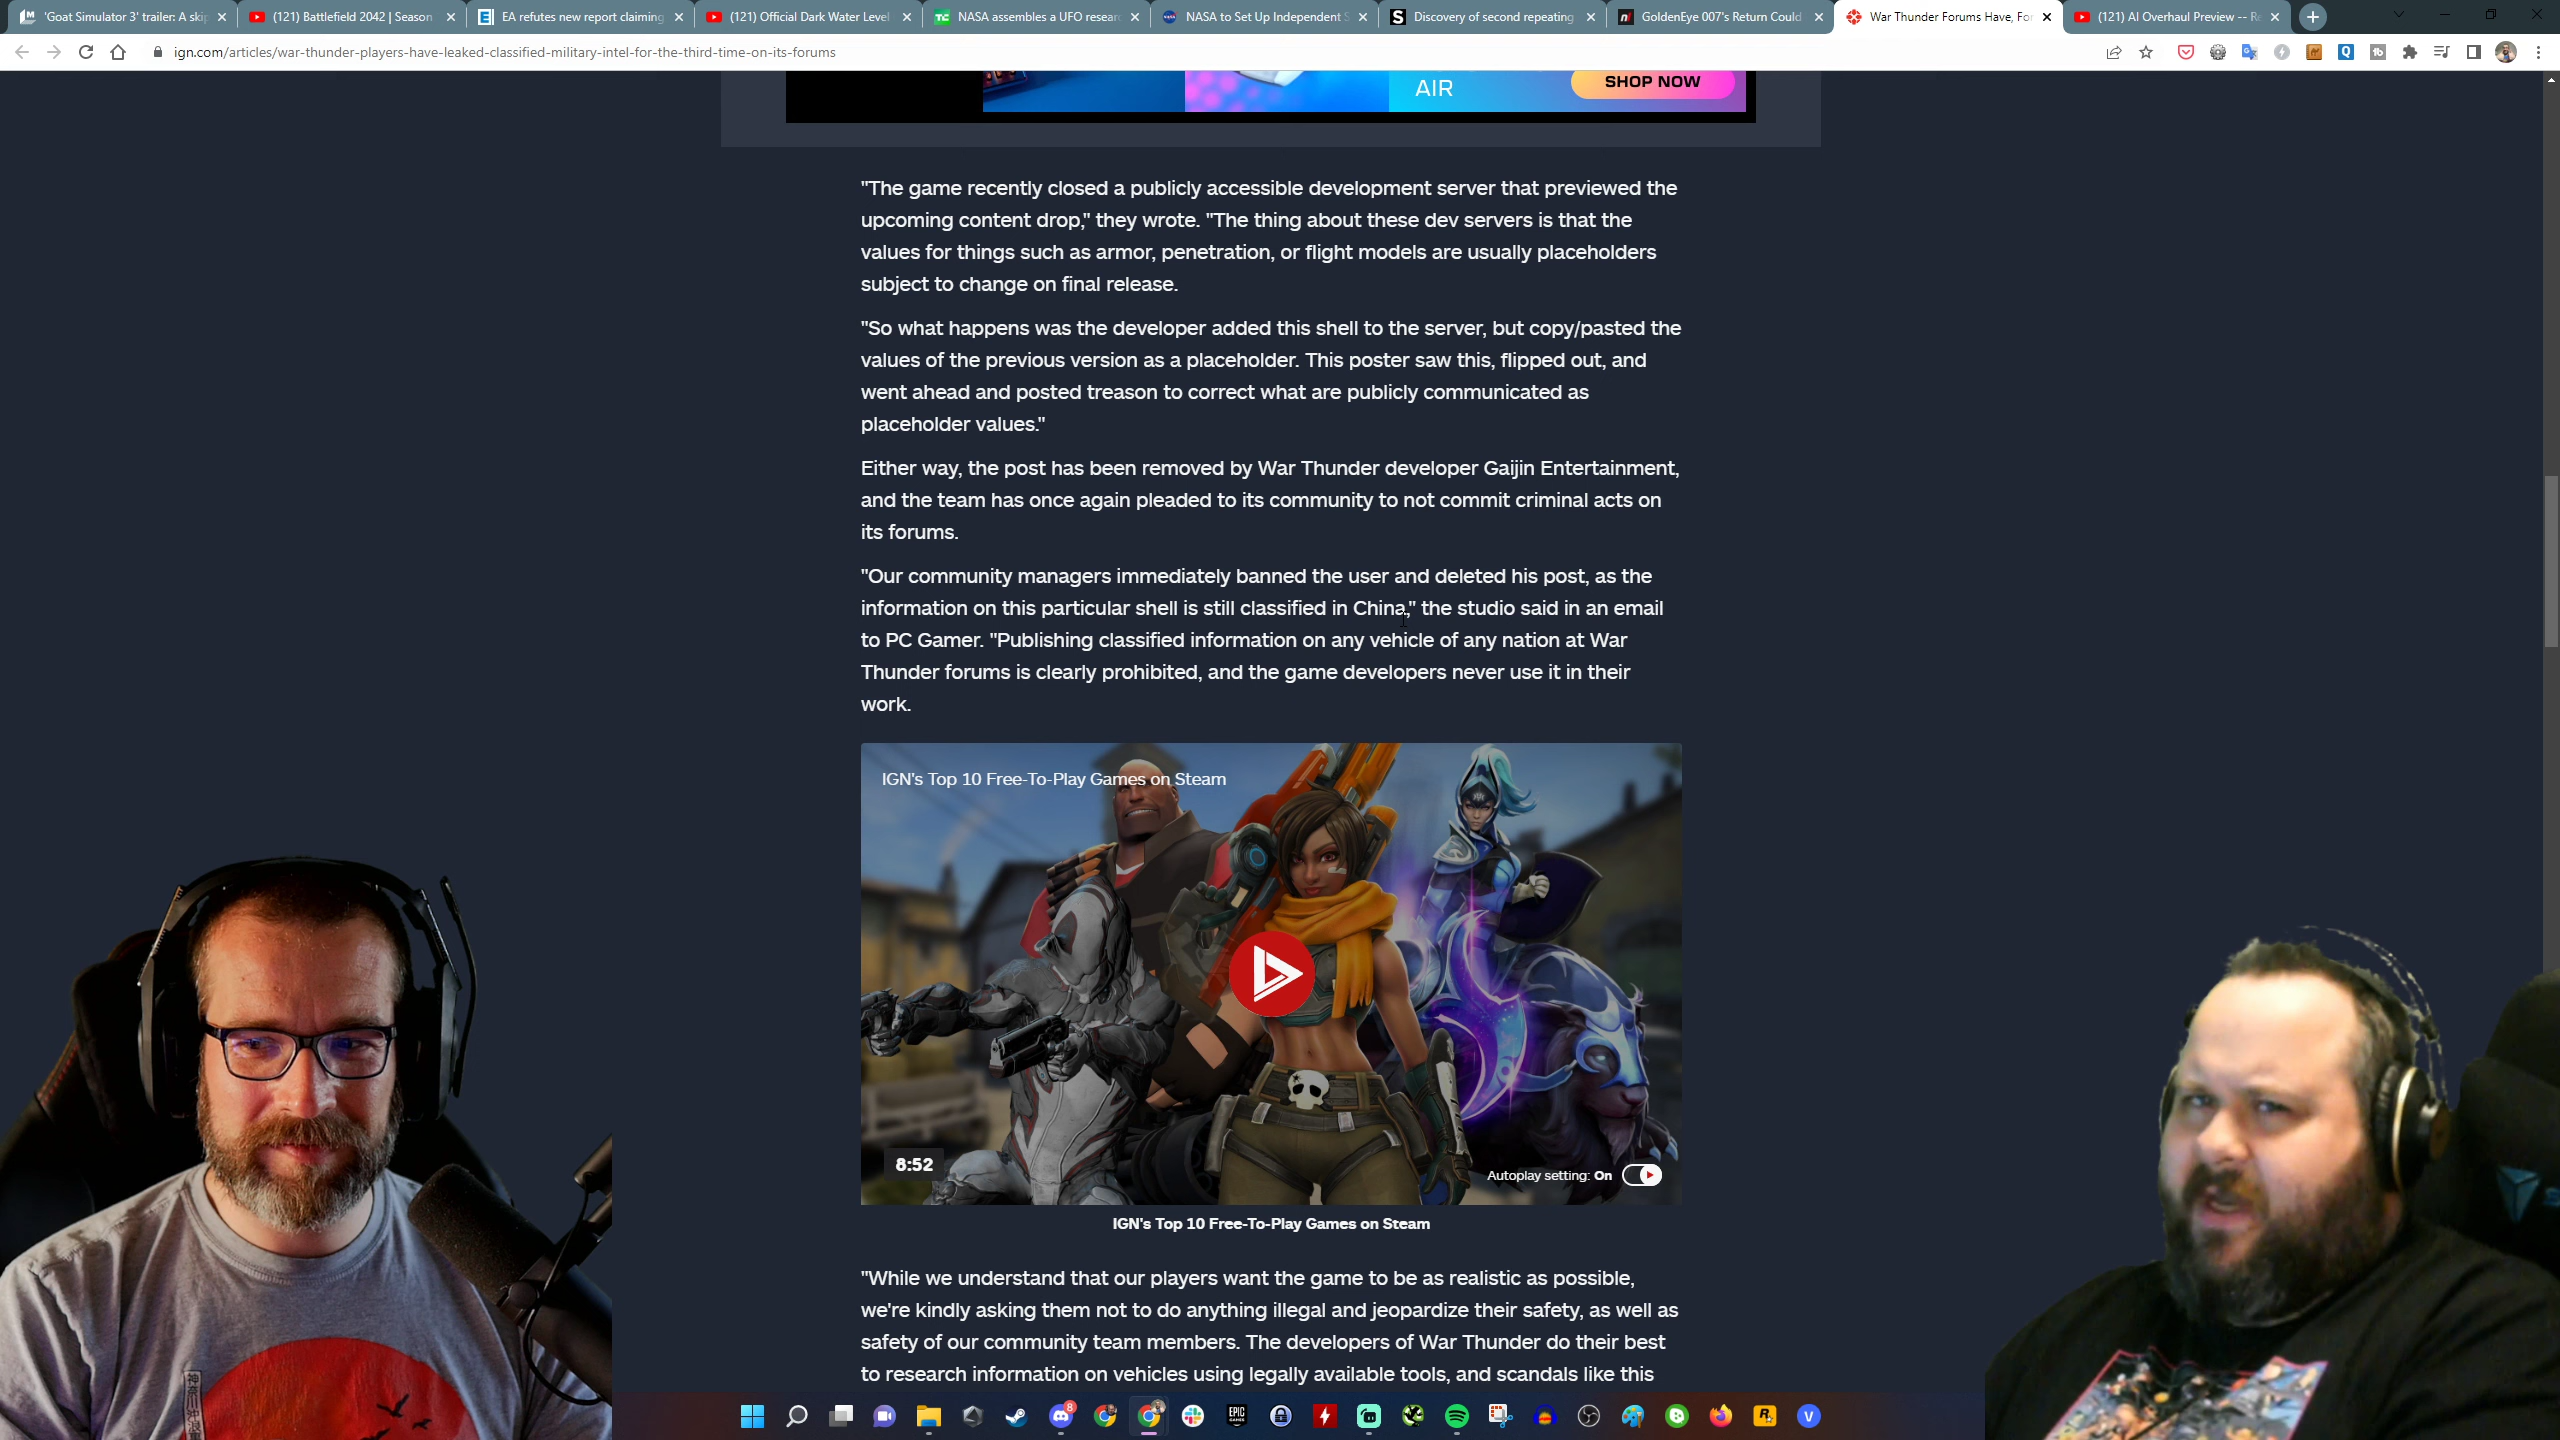 'Goat Simulator 3' trailer: A ski
(121) Battlefield 2042 | Season
EA refutes new report claiming
(121) Official Dark Water Level
NASA assembles a UFO resear
NASA to Set Up Independent S
Discovery of second repeating
GoldenEye 007's Return Could
War Thunder Forums Have, For
(121) AI Overhaul Preview -- Re
ign.com/articles/war-thunder-players-have-leaked-classified-military-intel-for-the-third-time-on-its-forums
AIR
SHOP NOW
"The game recently closed a publicly accessible development server that previewed the
upcoming content drop," they wrote. "The thing about these dev servers is that the
values for things such as armor, penetration, or flight models are usually placeholders
subject to change on final release.
"So what happens was the developer added this shell to the server, but copy/pasted the
values of the previous version as a placeholder. This poster saw this, flipped out, and
went ahead and posted treason to correct what are publicly communicated as
placeholder values."
Either way, the post has been removed by War Thunder developer Gaijin Entertainment,
and the team has once again pleaded to its community to not commit criminal acts on
its forums.
"Our community managers immediately banned the user and deleted his post, as the
information on this particular shell is still classified in China," the studio said in an email
to PC Gamer. "Publishing classified information on any vehicle of any nation at War
Thunder forums is clearly prohibited, and the game developers never use it in their
work.
IGN's Top 10 Free-To-Play Games on Steam
8:52
Autoplay setting: On
IGN's Top 10 Free-To-Play Games on Steam
"While we understand that our players want the game to be as realistic as possible,
we're kindly asking them not to do anything illegal and jeopardize their safety, as well as
safety of our community team members. The developers of War Thunder do their best
to research information on vehicles using legally available tools, and scandals like this